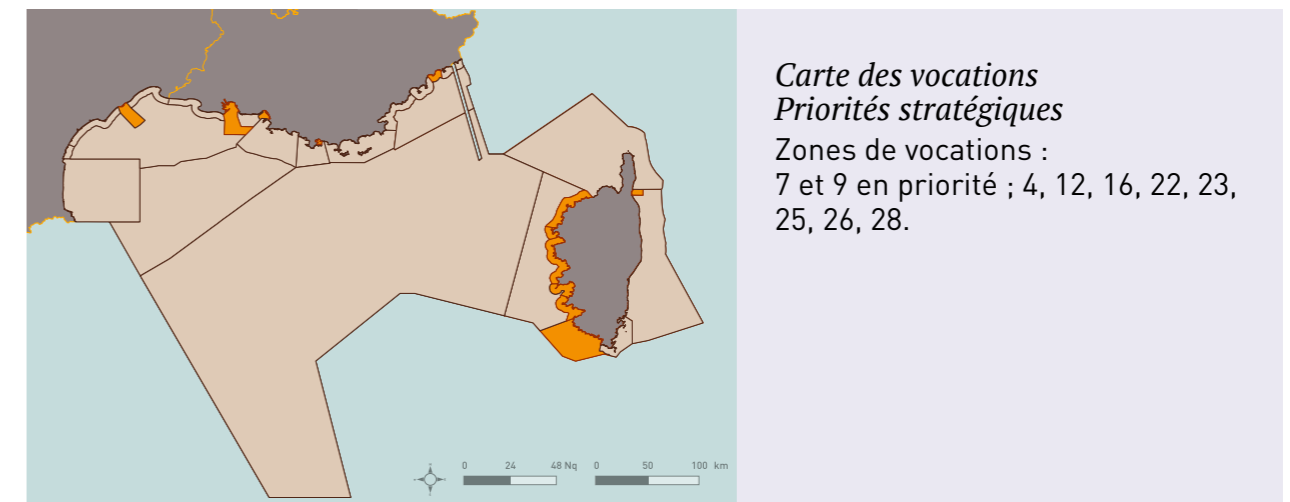 Carte des vocations
Priorités stratégiques
Zones de vocations :
7 et 9 en priorité ; 4, 12, 16, 22, 23,
25, 26, 28.
0 24 48 Nq 0 50 100 km